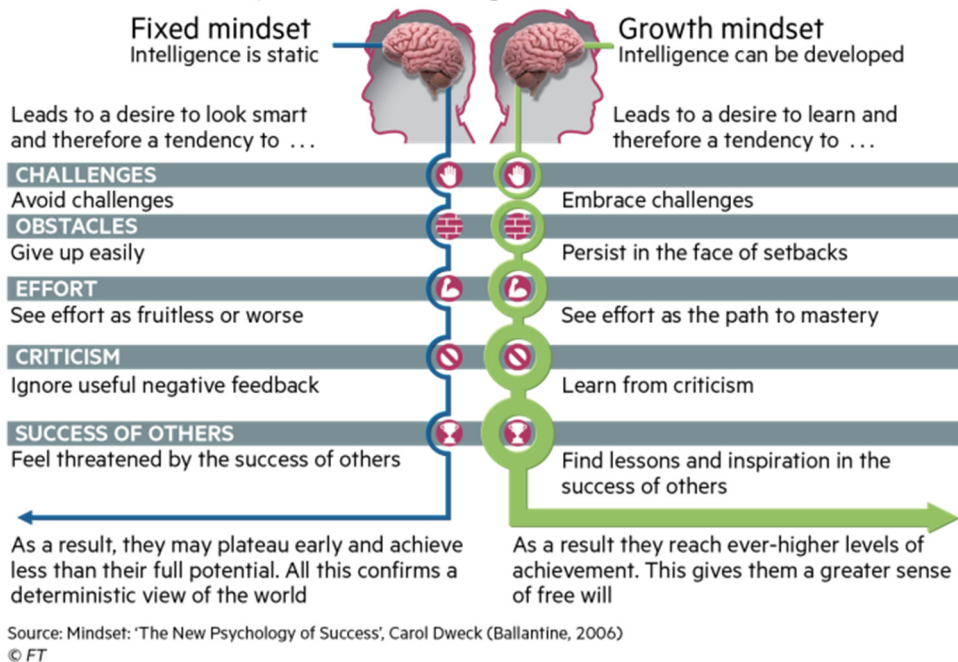 Fixed mindset
Intelligence is static
Growth mindset
Intelligence can be developed
Leads to a desire to look smart
and therefore a tendency to ...
Leads to a desire to learn and
therefore a tendency to ...
CHALLENGES
Avoid challenges
Embrace challenges
OBSTACLES
Give up easily
Persist in the face of setbacks
EFFORT
See effort as fruitless or worse
See effort as the path to mastery
CRITICISM
Ignore useful negative feedback
Learn from criticism
SUCCESS OF OTHERS
Feel threatened by the success of others
Find lessons and inspiration in the
success of others
As a result, they may plateau early and achieve
less than their full potential. All this confirms a
deterministic view of the world
As a result they reach ever-higher levels of
achievement. This gives them a greater sense
of free will
Source: Mindset: ‘The New Psychology of Success’, Carol Dweck (Ballantine, 2006)
© FT